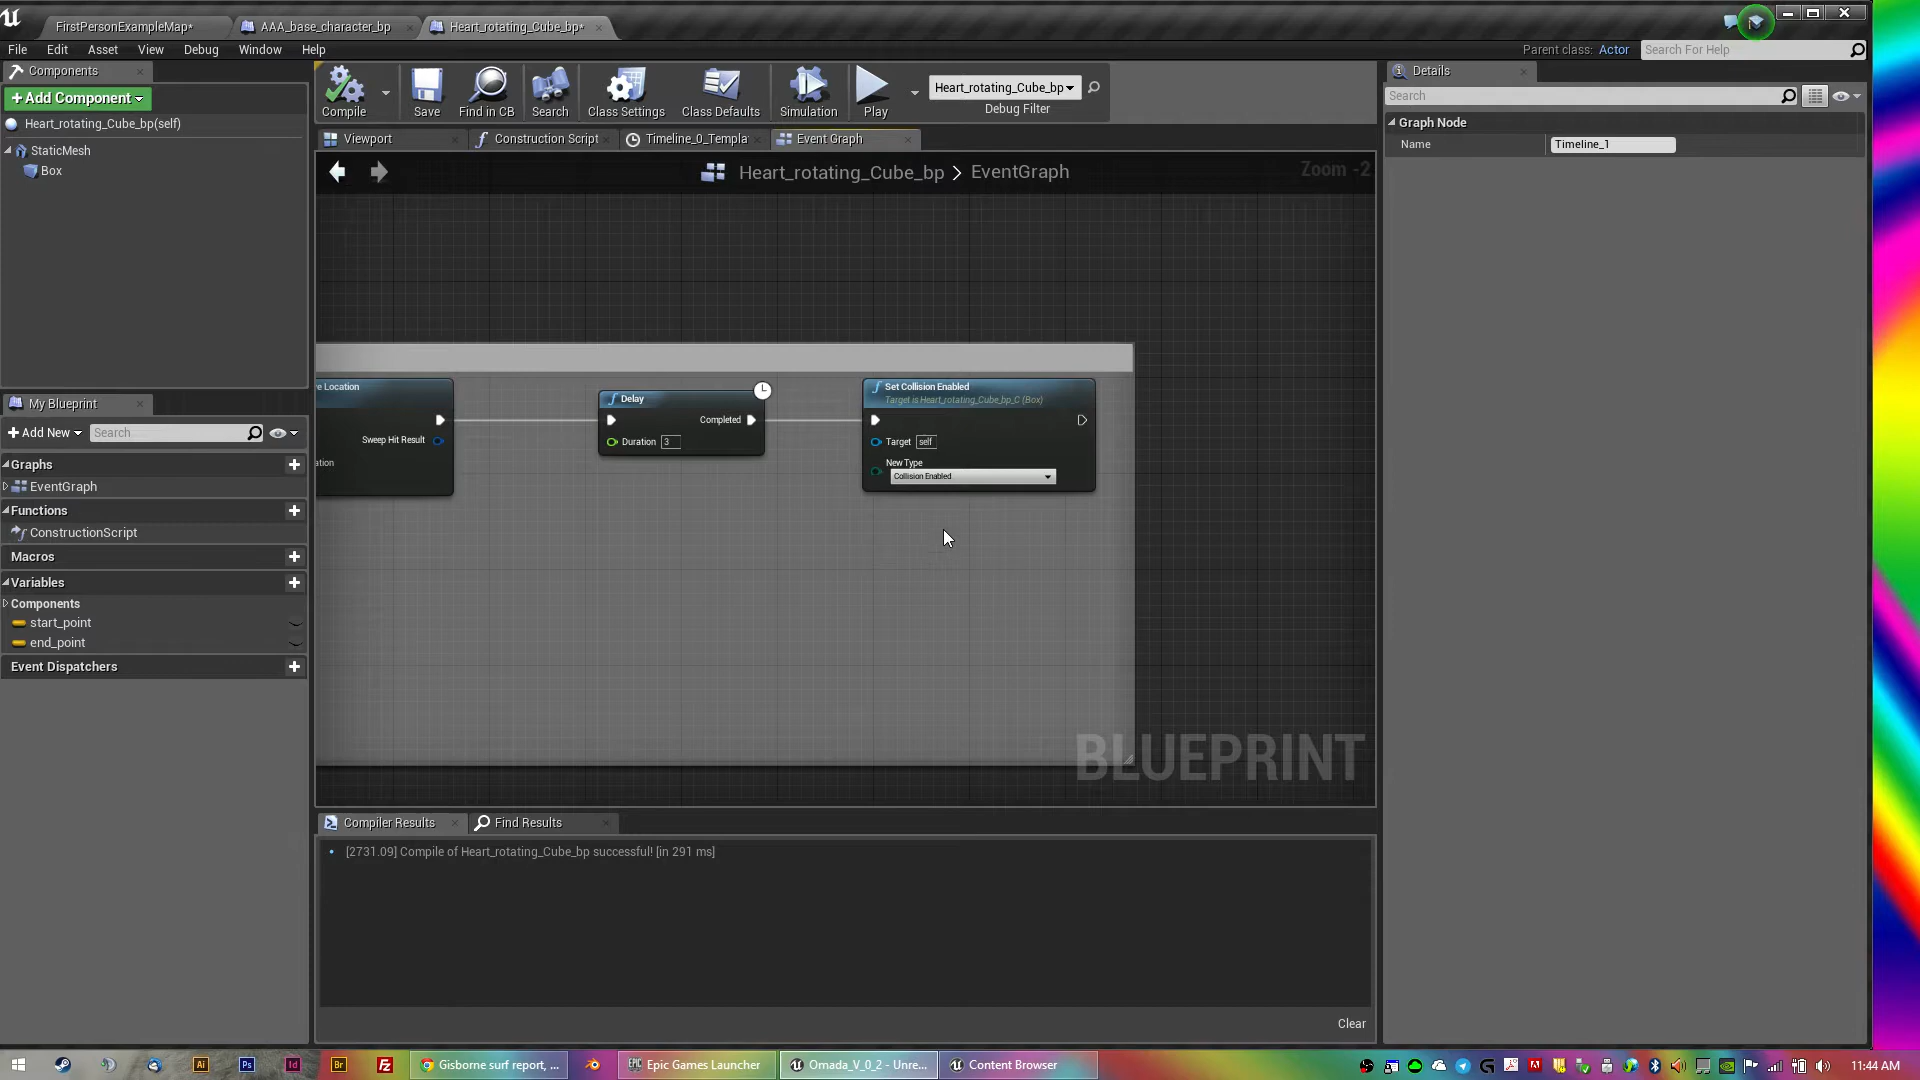 FirstPersonExampleMap*
AAA_base_character_bp
Heart_rotating_Cube_bp*
File Edit Asset View Debug Window Help
Parent class: Actor
Search For Help
Components
+Add Component
Heart_rotating_Cube_bp(self)
StaticMesh
Box
My Blueprint
+Add New
Search
Graphs
EventGraph
Functions
ConstructionScript
Macros
Variables
Components
start_point
end_point
Event Dispatchers
Compile
Save
Find in CB
Search
Class Settings
Class Defaults
Simulation
Play
Heart_rotating_Cube_bp
Debug Filter
Viewport
Construction Script
Timeline_0_Templa
Event Graph
Heart_rotating_Cube_bp > EventGraph
Zoom -2
e Location
Sweep Hit Result
ation
Delay
Completed
Duration 3
Set Collision Enabled
Target is Heart_rotating_Cube_bp_C (Box)
Target self
New Type
Collision Enabled
BLUEPRINT
Compiler Results
Find Results
[2731.09] Compile of Heart_rotating_Cube_bp successful! [in 291 ms]
Clear
Details
Search
Graph Node
Name Timeline_1
Ai
Ps
Id
Br
Fz
Gisborne surf report, ...
Epic Games Launcher
Omada_V_0_2 - Unre...
Content Browser
11:44 AM